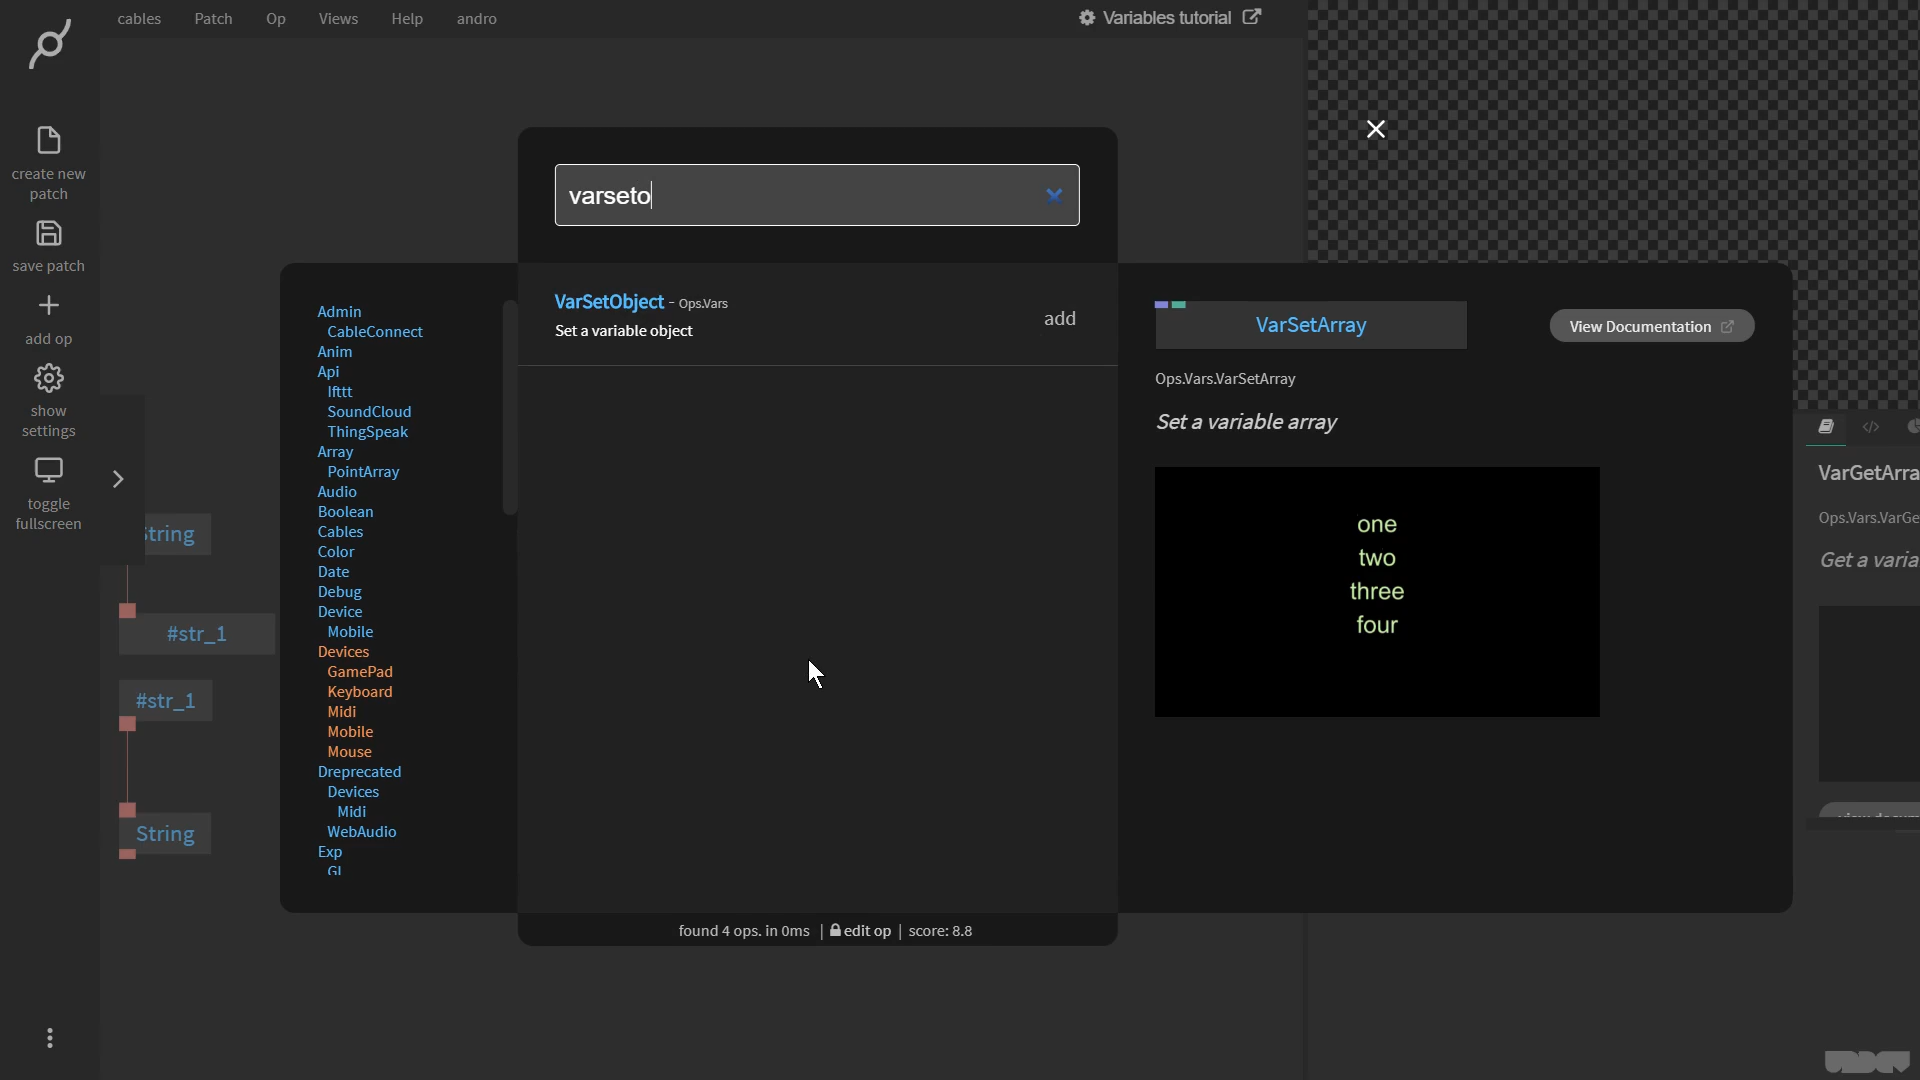 cables Patch Op Views Help andro
Variables tutorial
create new
patch
save patch
add op
show
settings
toggle
fullscreen
String
#str_1
#str_1
String
varseto
Admin
CableConnect
Anim
Api
Ifttt
SoundCloud
ThingSpeak
Array
PointArray
Audio
Boolean
Cables
Color
Date
Debug
Device
Mobile
Devices
GamePad
Keyboard
Midi
Mobile
Mouse
Dreprecated
Devices
Midi
WebAudio
Exp
GL
VarSetObject - Ops.Vars
Set a variable object
add
found 4 ops. in 0ms | edit op | score: 8.8
VarSetArray
View Documentation
Ops.Vars.VarSetArray
Set a variable array
one
two
three
four
VarGetArra
Ops.Vars.VarGe
Get a varia